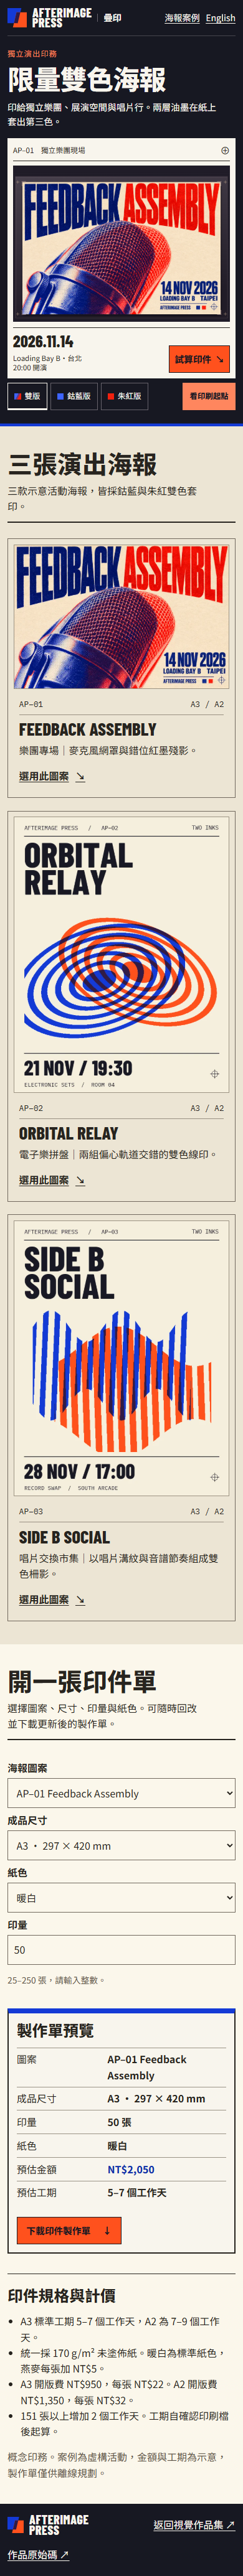 AFTERIMAGE PRESS
疊印
海報案例 English
獨立演出印務
限量雙色海報
印給獨立樂團、展演空間與唱片行。兩層油墨在紙上
套出第三色。
AP-01 獨立樂團現場
FEEDBACK ASSEMBLY
14 NOV 2026
LOADING BAY B TAIPEI
AFTERIMAGE PRESS
2026.11.14
Loading Bay B・台北
20:00 開演
試算印件 ↘
雙版
鈷藍版
朱紅版
看印刷起點
三張演出海報
三款示意活動海報,皆採鈷藍與朱紅雙色套
印。
FEEDBACK ASSEMBLY
14 NOV 2026
LOADING BAY B TAIPEI
AFTERIMAGE PRESS
AP-01 A3 / A2
FEEDBACK ASSEMBLY
樂團專場|麥克風網罩與錯位紅墨殘影。
選用此圖案 ↘
AFTERIMAGE PRESS / AP-02 TWO INKS
ORBITAL
RELAY
21 NOV / 19:30
ELECTRONIC SETS / ROOM 04
AP-02 A3 / A2
ORBITAL RELAY
電子樂拼盤|兩組偏心軌道交錯的雙色線印。
選用此圖案 ↘
AFTERIMAGE PRESS / AP-03 TWO INKS
SIDE B
SOCIAL
28 NOV / 17:00
RECORD SWAP / SOUTH ARCADE
AP-03 A3 / A2
SIDE B SOCIAL
唱片交換市集|以唱片溝紋與音譜節奏組成雙
色柵影。
選用此圖案 ↘
開一張印件單
選擇圖案、尺寸、印量與紙色。可隨時回改
並下載更新後的製作單。
海報圖案
AP-01 Feedback Assembly
成品尺寸
A3 ・ 297 × 420 mm
紙色
暖白
印量
50
25–250 張,請輸入整數。
製作單預覽
圖案 AP-01 Feedback
Assembly
成品尺寸 A3 ・ 297 × 420 mm
印量 50 張
紙色 暖白
預估金額 NT$2,050
預估工期 5–7 個工作天
下載印件製作單 ↓
印件規格與計價
A3 標準工期 5–7 個工作天,A2 為 7–9 個工作
天。
統一採 170 g/m² 未塗佈紙。暖白為標準紙色,
燕麥每張加 NT$5。
A3 開版費 NT$950,每張 NT$22。A2 開版費
NT$1,350,每張 NT$32。
151 張以上增加 2 個工作天。工期自確認印刷檔
後起算。
概念印務。案例為虛構活動,金額與工期為示意,
製作單僅供離線規劃。
AFTERIMAGE PRESS
返回視覺作品集 ↗
作品原始碼 ↗